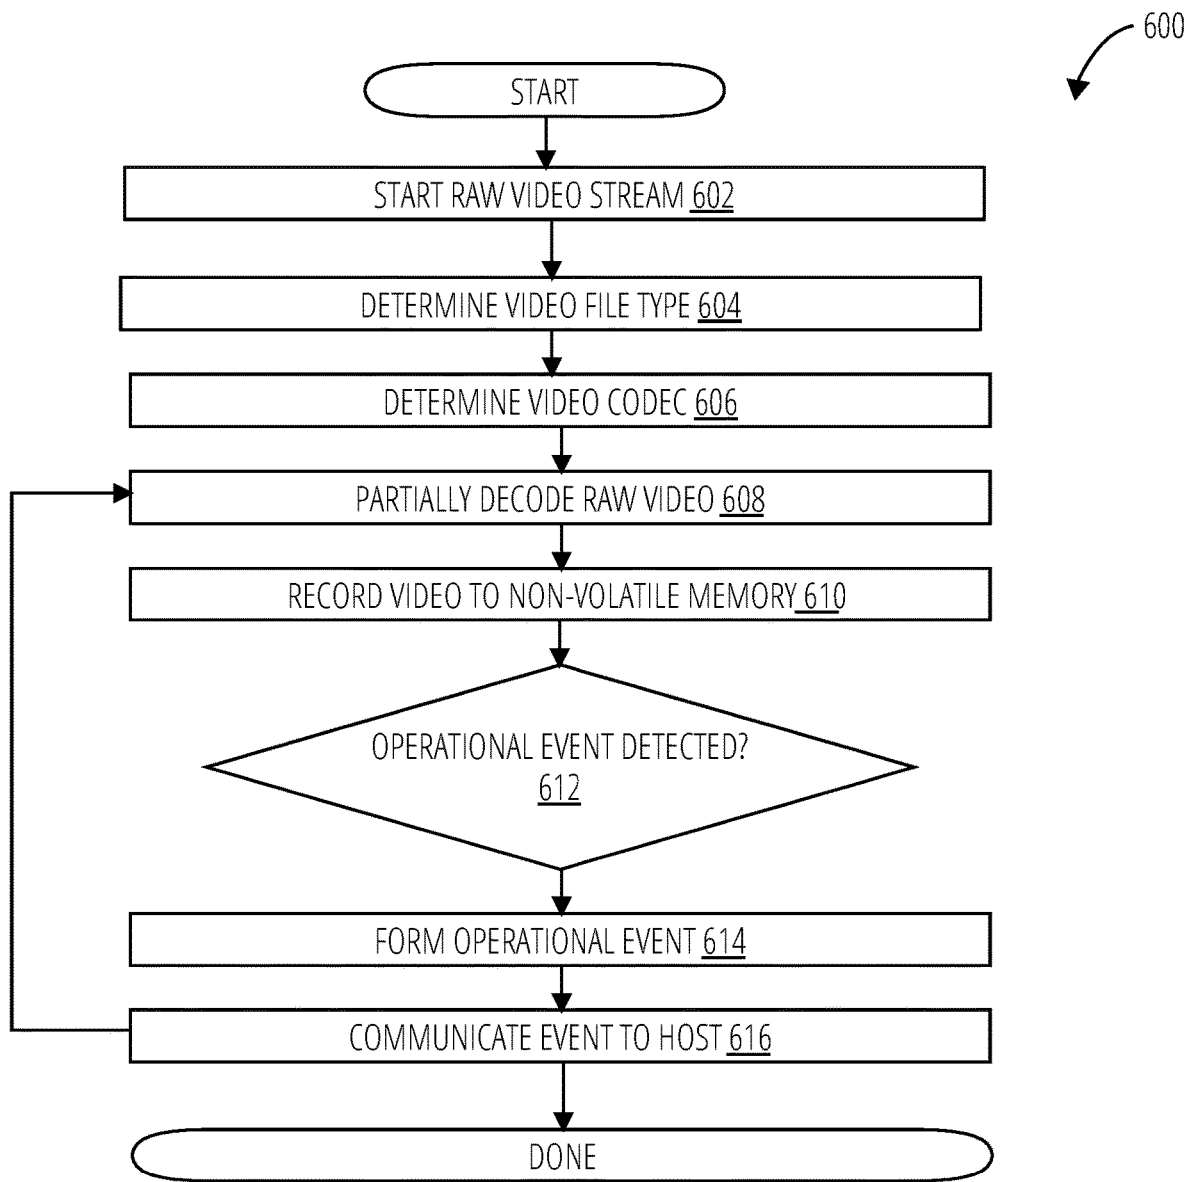 600
START
START RAW VIDEO STREAM 602
DETERMINE VIDEO FILE TYPE 604
DETERMINE VIDEO CODEC 606
PARTIALLY DECODE RAW VIDEO 608
RECORD VIDEO TO NON-VOLATILE MEMORY 610
OPERATIONAL EVENT DETECTED?
612
FORM OPERATIONAL EVENT 614
COMMUNICATE EVENT TO HOST 616
DONE